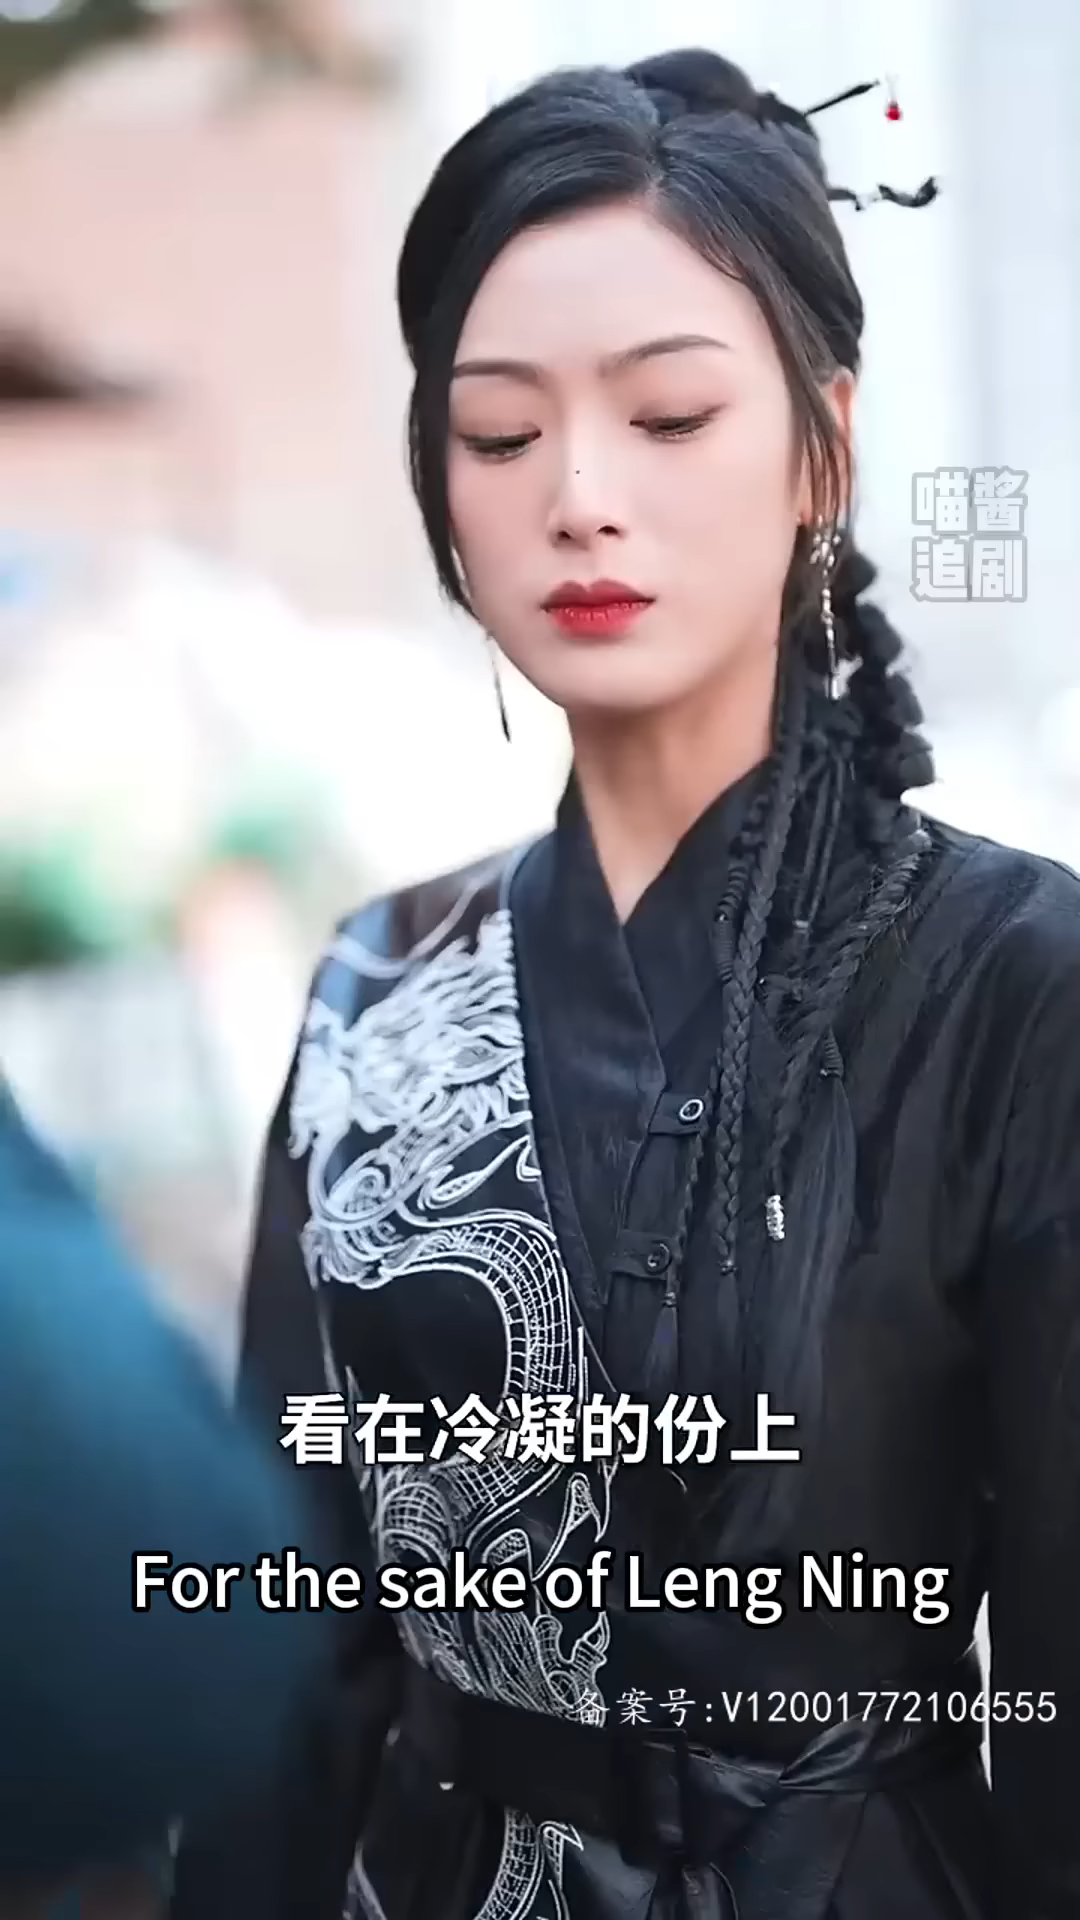 喵酱
追剧
看在冷凝的份上
For the sake of Leng Ning
备案号:V12001772106555